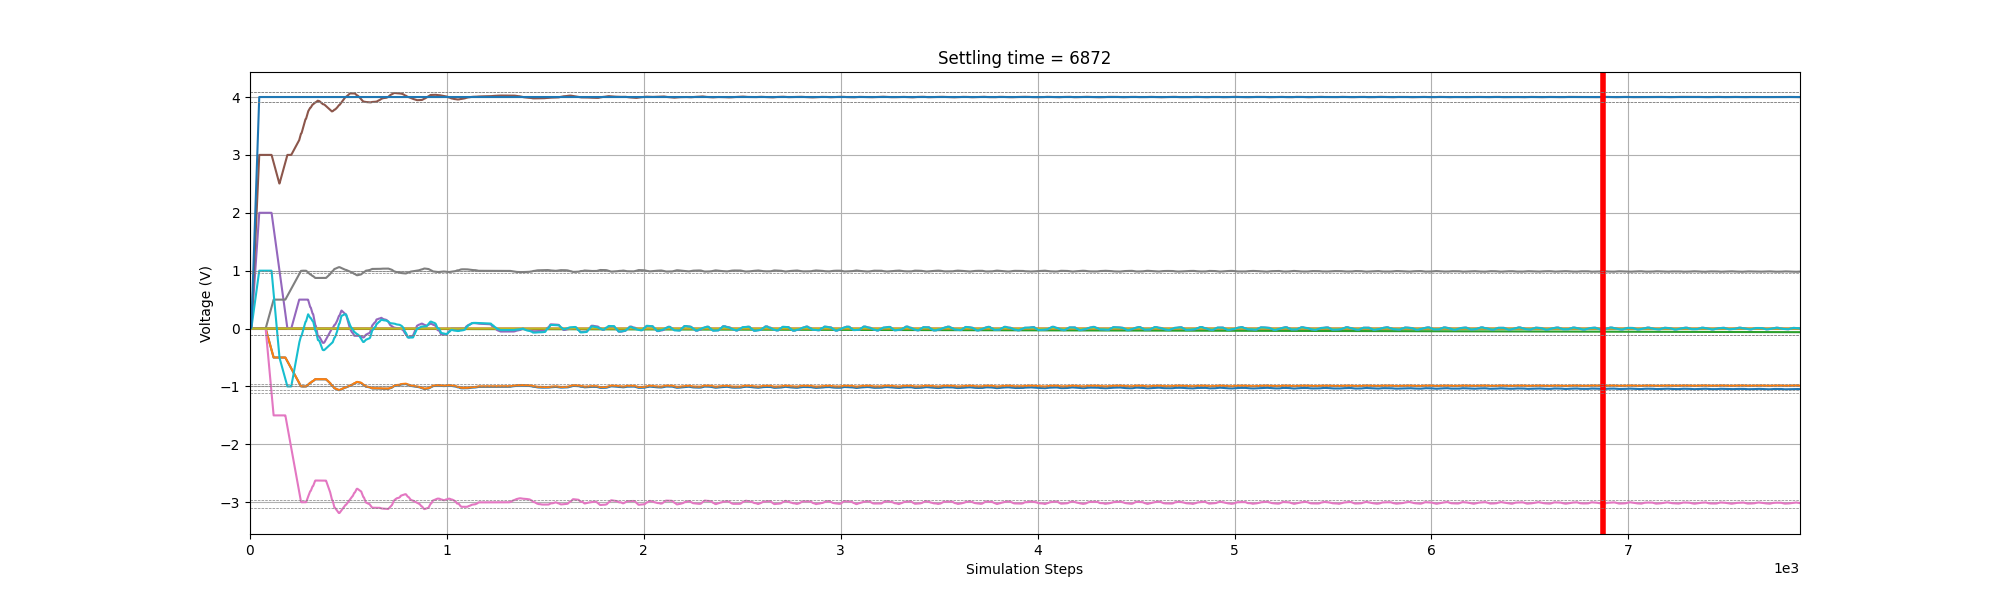 Settling time = 6872
Voltage (V)
4
3
2
1
0
−1
−2
−3
0 1 2 3 4 5 6 7
Simulation Steps
1e3